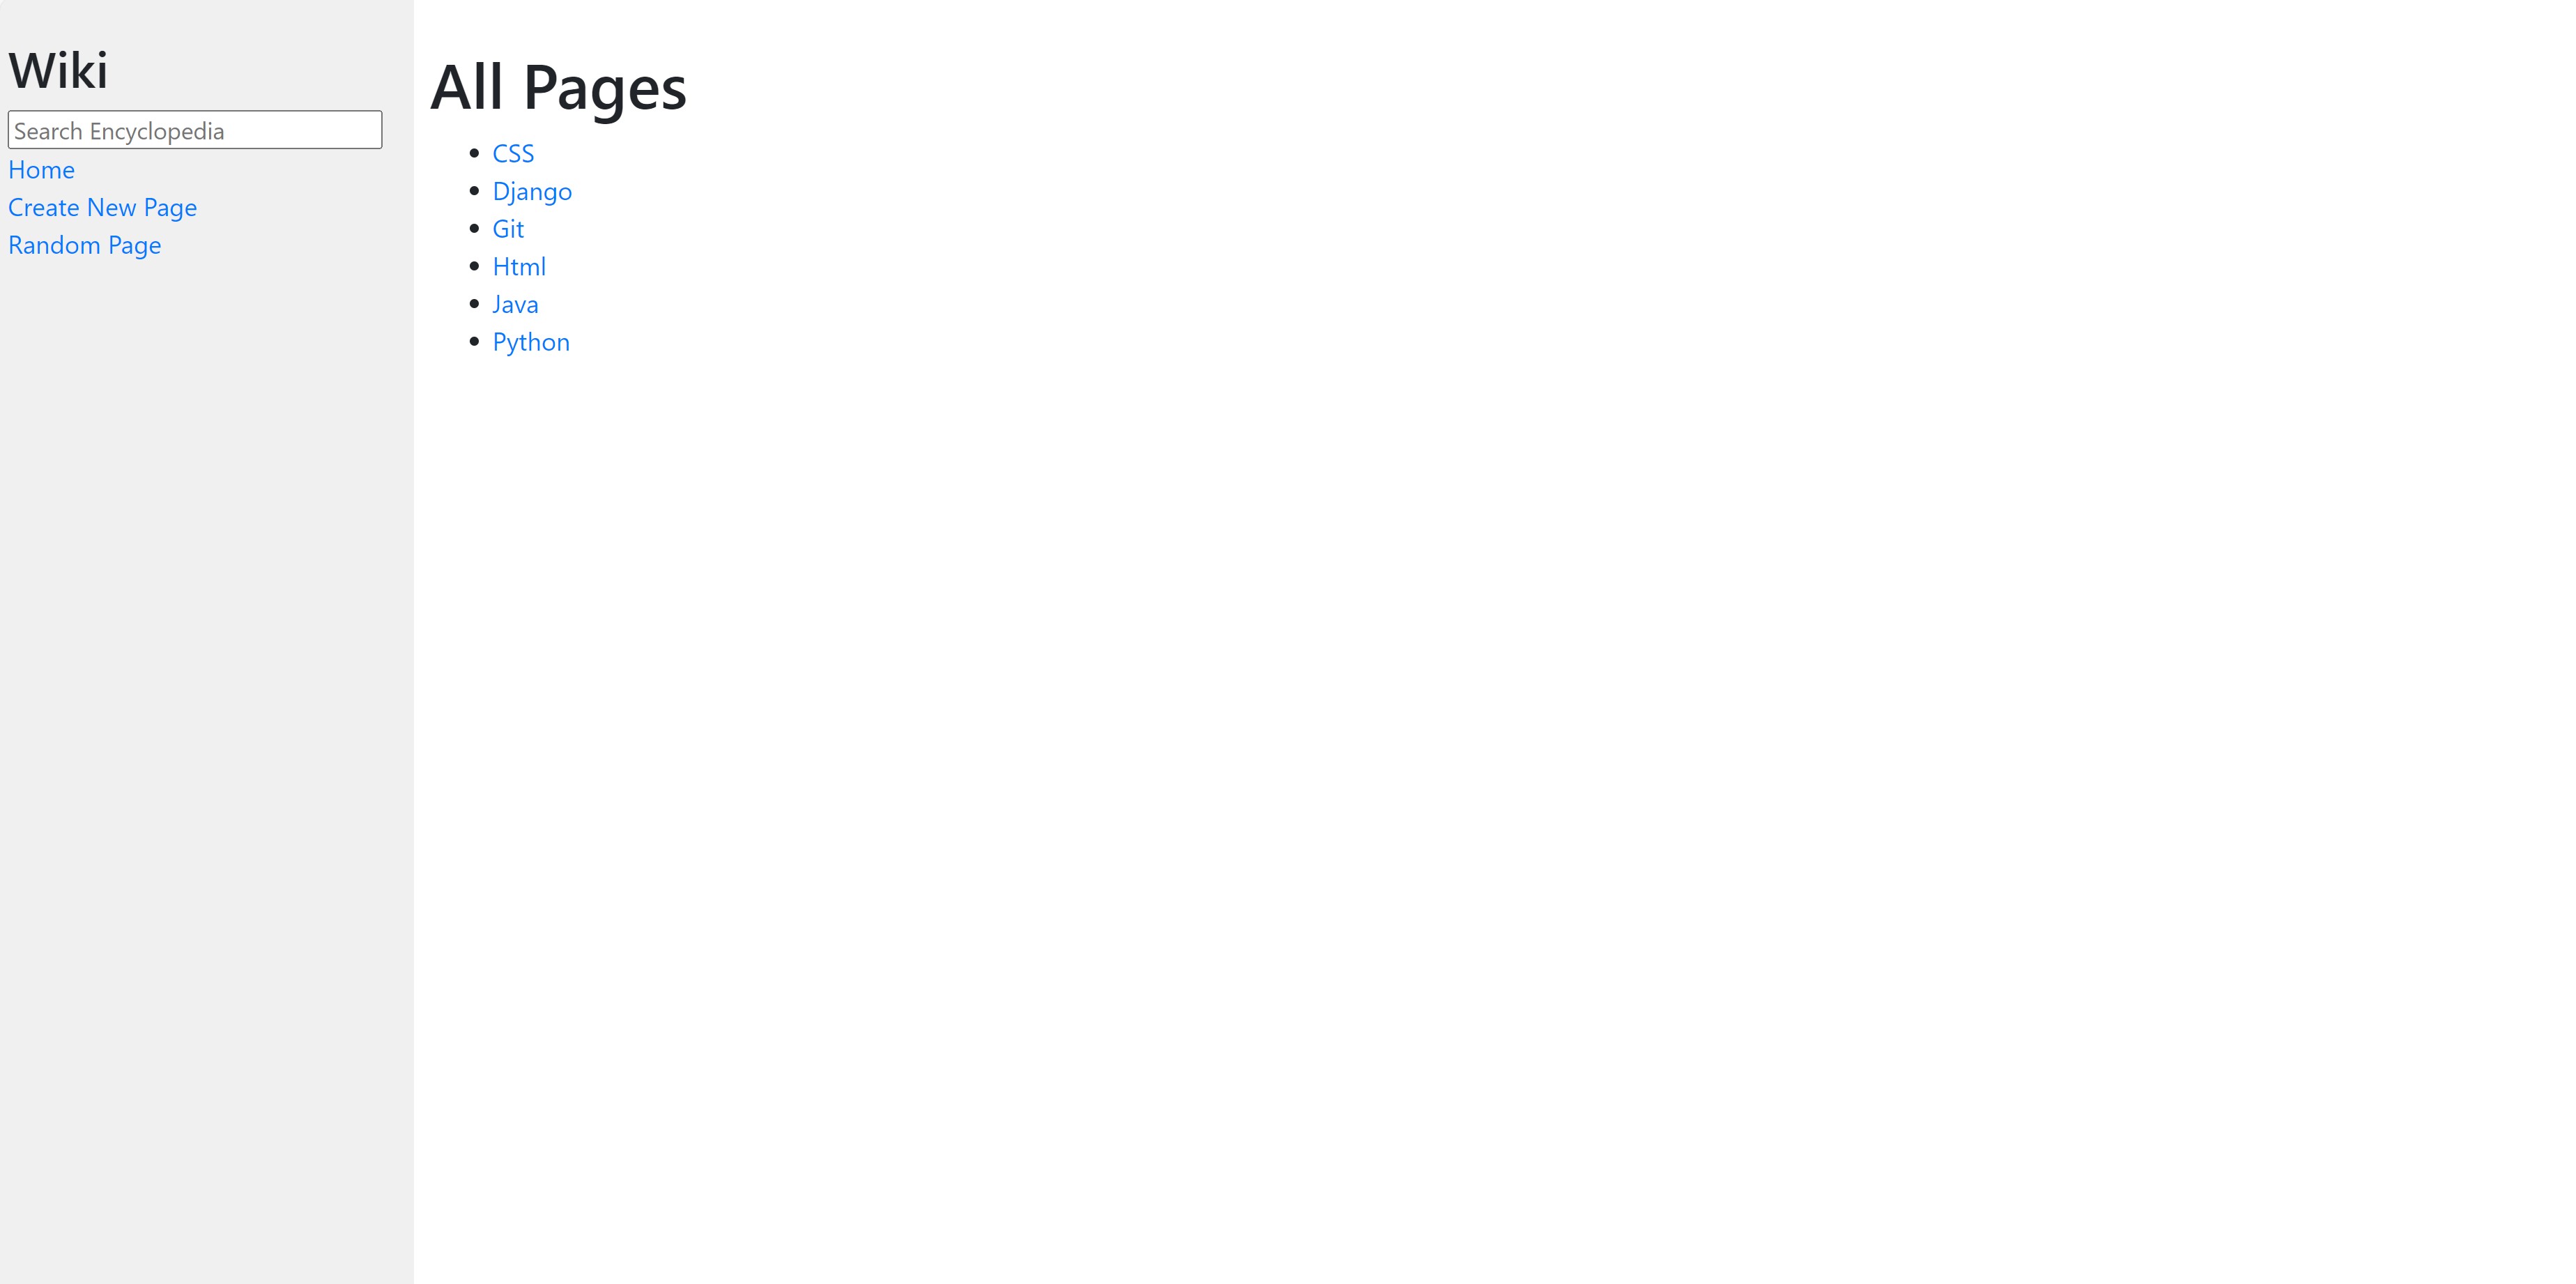 Wiki
Search Encyclopedia
Home
Create New Page
Random Page
All Pages
CSS
Django
Git
Html
Java
Python